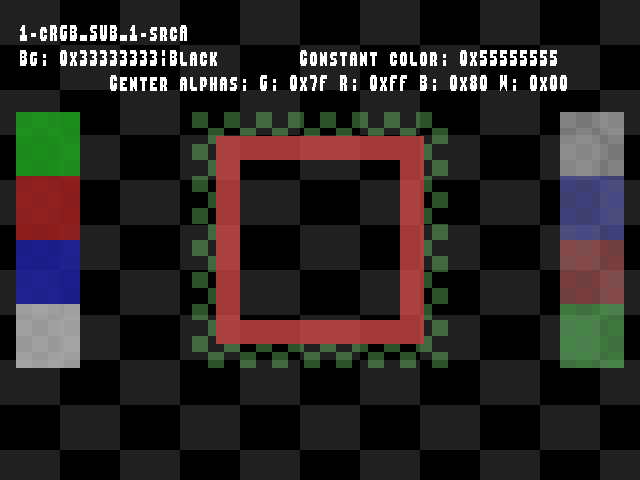 1-cRGB_SUB_1-srcA
Bg: 0x33333333¦Black Constant color: 0x55555555
Center alphas: G: 0x7f R: 0xff B: 0x80 W: 0x00